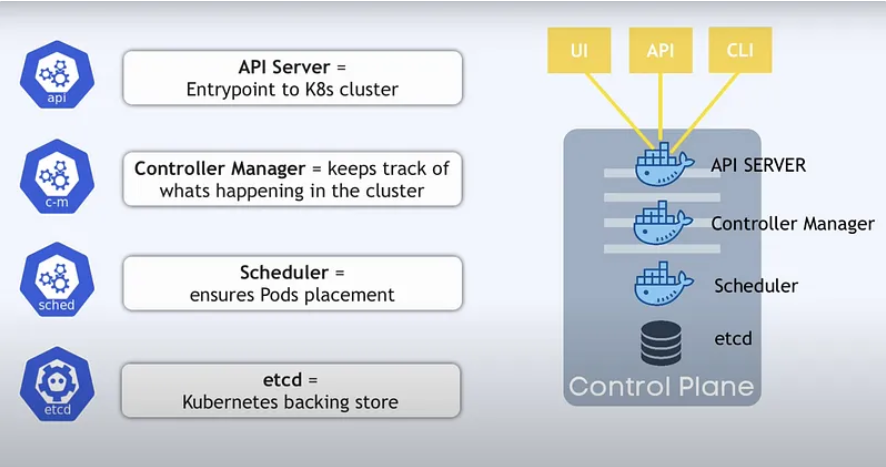 api
API Server =
Entrypoint to K8s cluster
c-m
Controller Manager = keeps track of
whats happening in the cluster
sched
Scheduler =
ensures Pods placement
etcd
etcd =
Kubernetes backing store
UI
API
CLI
API SERVER
Controller Manager
Scheduler
etcd
Control Plane